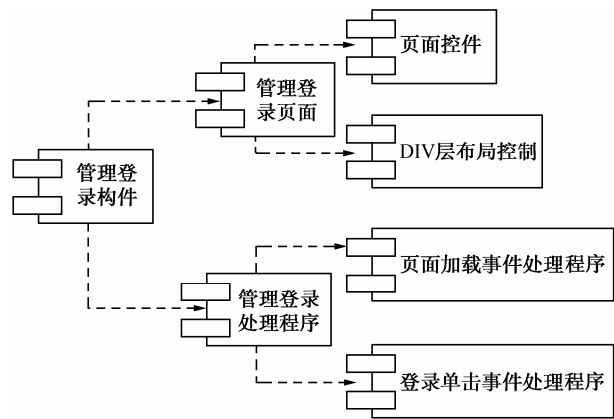 页面控件
管理登
录页面
DIV层布局控制
管理登
录构件
页面加载事件处理程序
管理登录
处理程序
登录单击事件处理程序